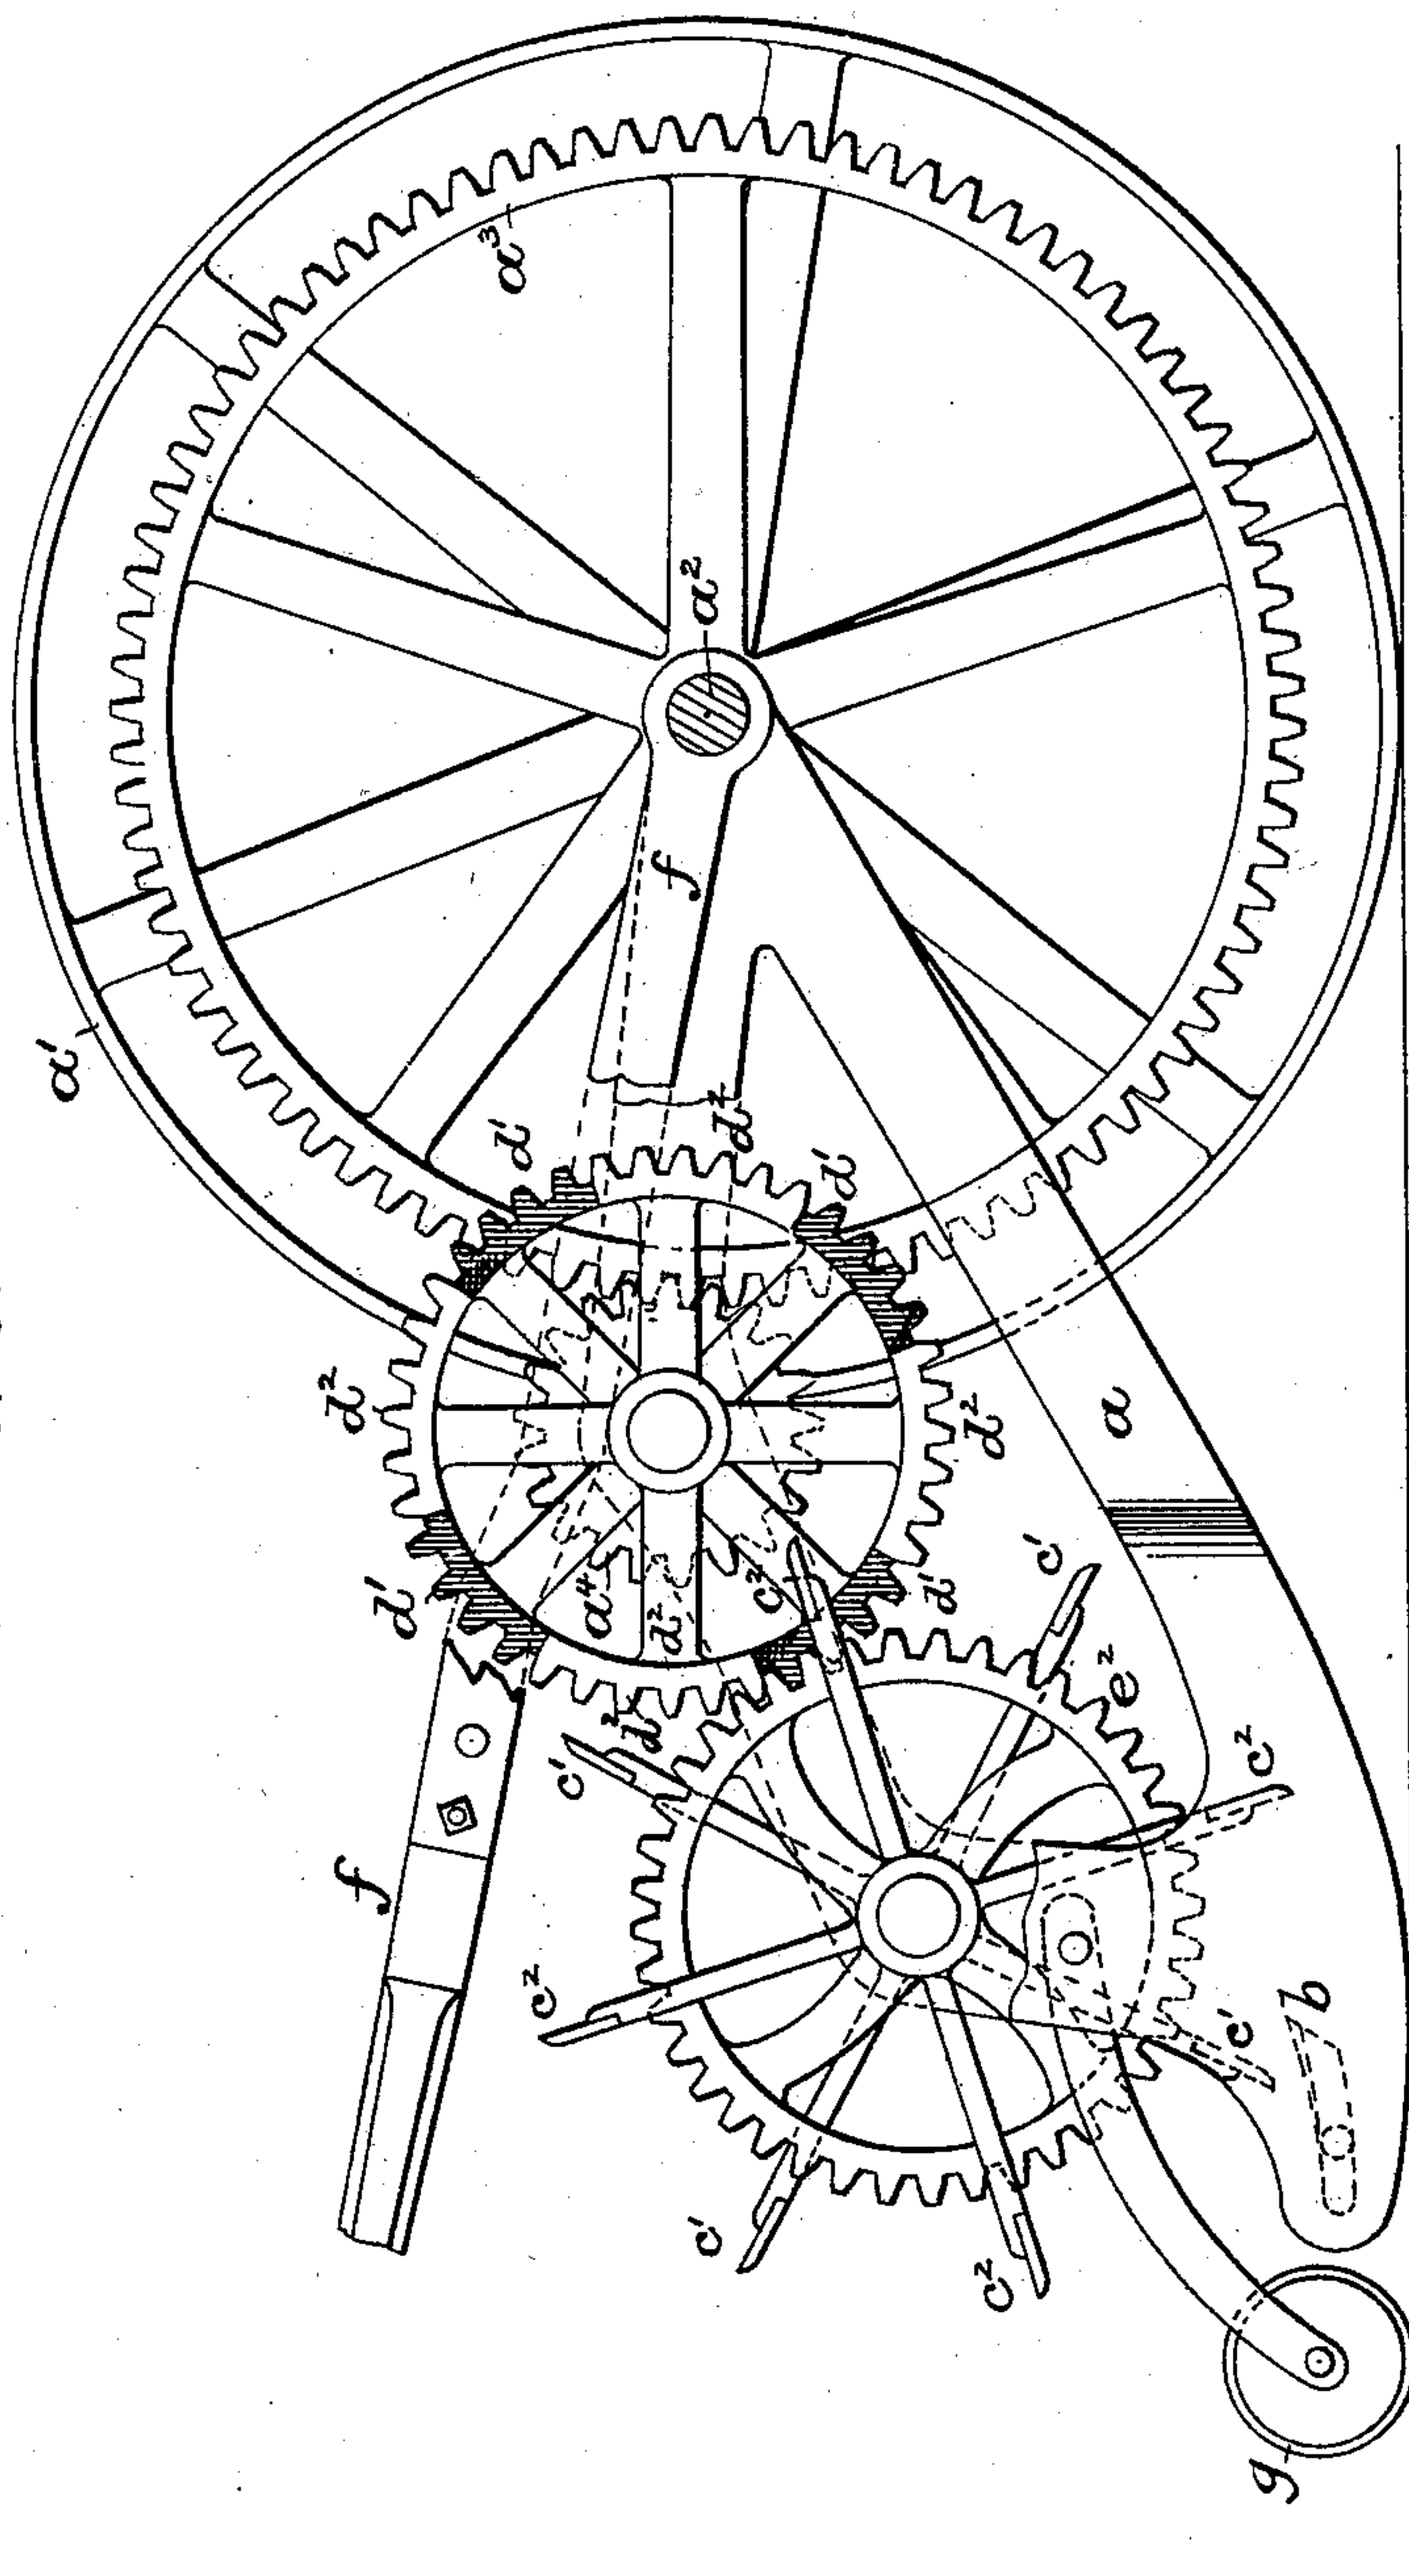 a³
a²
f
a'
d'
d²
d'
d²
d²
a
d'
a⁴
d²
c²
d'
c'
d²
c'
e²
f
c²
c²
b
c'
c'
c²
g